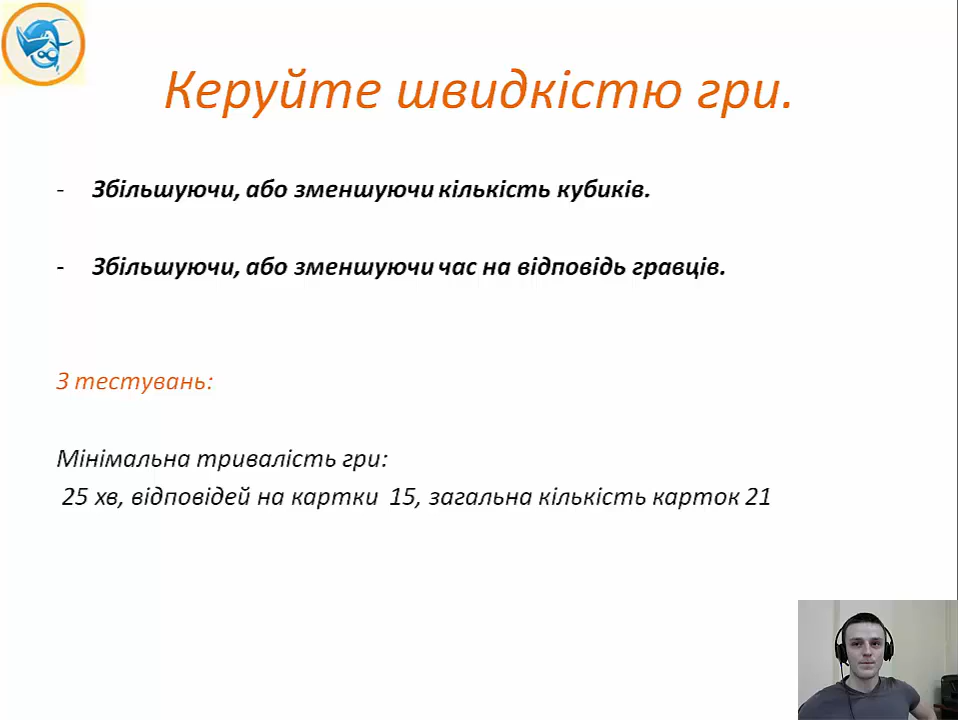 Керуйте швидкістю гри.
- Збільшуючи, або зменшуючи кількість кубиків.
- Збільшуючи, або зменшуючи час на відповідь гравців.
З тестувань:
Мінімальна тривалість гри:
25 хв, відповідей на картки 15, загальна кількість карток 21